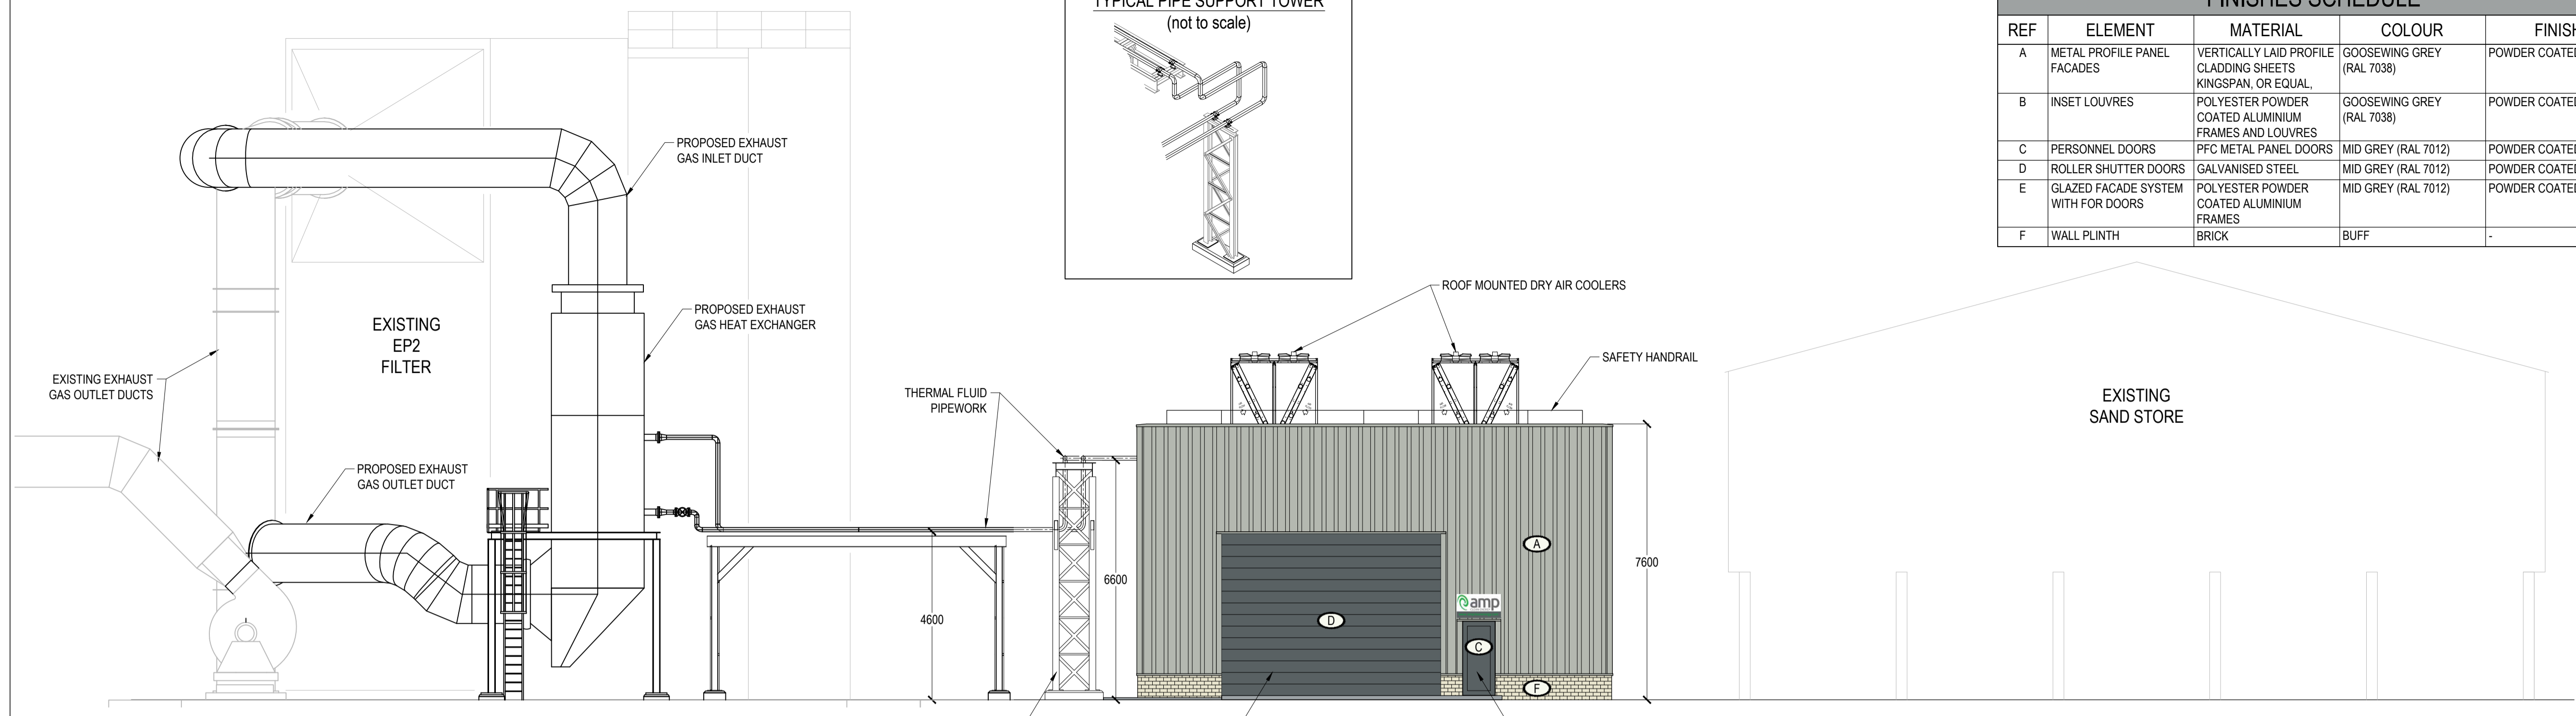 TYPICAL PIPE SUPPORT TOWER
(not to scale)
FINISHES SCHEDULE
REF ELEMENT MATERIAL COLOUR FINISH
A METAL PROFILE PANEL FACADES VERTICALLY LAID PROFILE CLADDING SHEETS KINGSPAN, OR EQUAL, GOOSEWING GREY (RAL 7038) POWDER COATED
B INSET LOUVRES POLYESTER POWDER COATED ALUMINIUM FRAMES AND LOUVRES GOOSEWING GREY (RAL 7038) POWDER COATED
C PERSONNEL DOORS PFC METAL PANEL DOORS MID GREY (RAL 7012) POWDER COATED
D ROLLER SHUTTER DOORS GALVANISED STEEL MID GREY (RAL 7012) POWDER COATED
E GLAZED FACADE SYSTEM WITH FOR DOORS POLYESTER POWDER COATED ALUMINIUM FRAMES MID GREY (RAL 7012) POWDER COATED
F WALL PLINTH BRICK BUFF -
PROPOSED EXHAUST
GAS INLET DUCT
PROPOSED EXHAUST
GAS HEAT EXCHANGER
EXISTING
EP2
FILTER
EXISTING EXHAUST
GAS OUTLET DUCTS
PROPOSED EXHAUST
GAS OUTLET DUCT
THERMAL FLUID
PIPEWORK
ROOF MOUNTED DRY AIR COOLERS
SAFETY HANDRAIL
EXISTING
SAND STORE
4600
6600
7600
A
D
amp
C
F